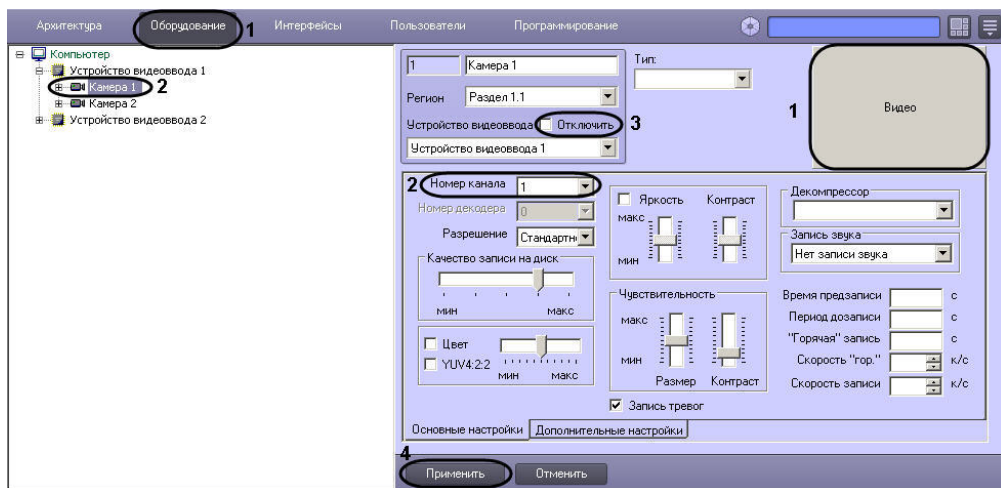 Архитектура Оборудование 1 Интерфейсы Пользователи Программирование
Компьютер
Устройство видеоввода 1
Камера 1 2
Камера 2
Устройство видеоввода 2
1 Камера 1 Тип:
Регион Раздел 1.1
Устройство видеоввода Отключить 3
Устройство видеоввода 1
1 Видео
2 Номер канала 1
Номер декодера 0
Разрешение Стандартн
Качество записи на диск
мин макс
Цвет
YUV4:2:2
мин макс
Яркость Контраст
макс
мин
Чувствительность
макс
мин
Размер Контраст
Запись тревог
Декомпрессор
Запись звука
Нет записи звука
Время предзаписи с
Период дозаписи с
"Горячая" запись с
Скорость "гор." к/с
Скорость записи к/с
Основные настройки Дополнительные настройки
4
Применить Отменить